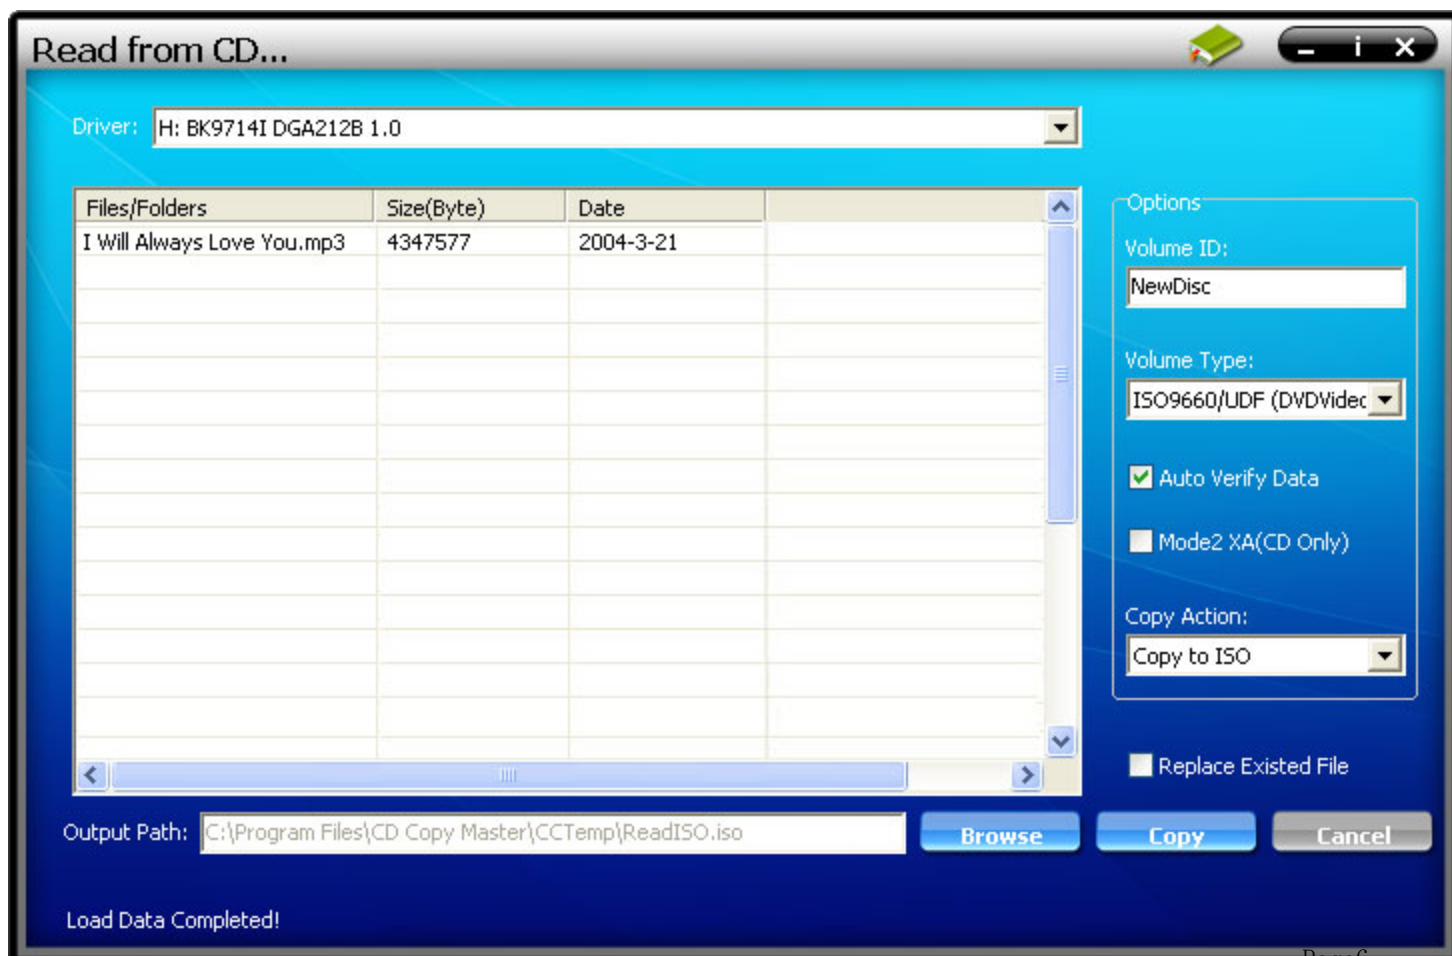 Read from CD...
Driver: H: BK9714I DGA212B 1.0
Files/Folders Size(Byte) Date
I Will Always Love You.mp3 4347577 2004-3-21
Options
Volume ID:
NewDisc
Volume Type:
ISO9660/UDF (DVDVidec
Auto Verify Data
Mode2 XA(CD Only)
Copy Action:
Copy to ISO
Replace Existed File
Output Path: C:\Program Files\CD Copy Master\CCTemp\ReadISO.iso Browse Copy Cancel
Load Data Completed!